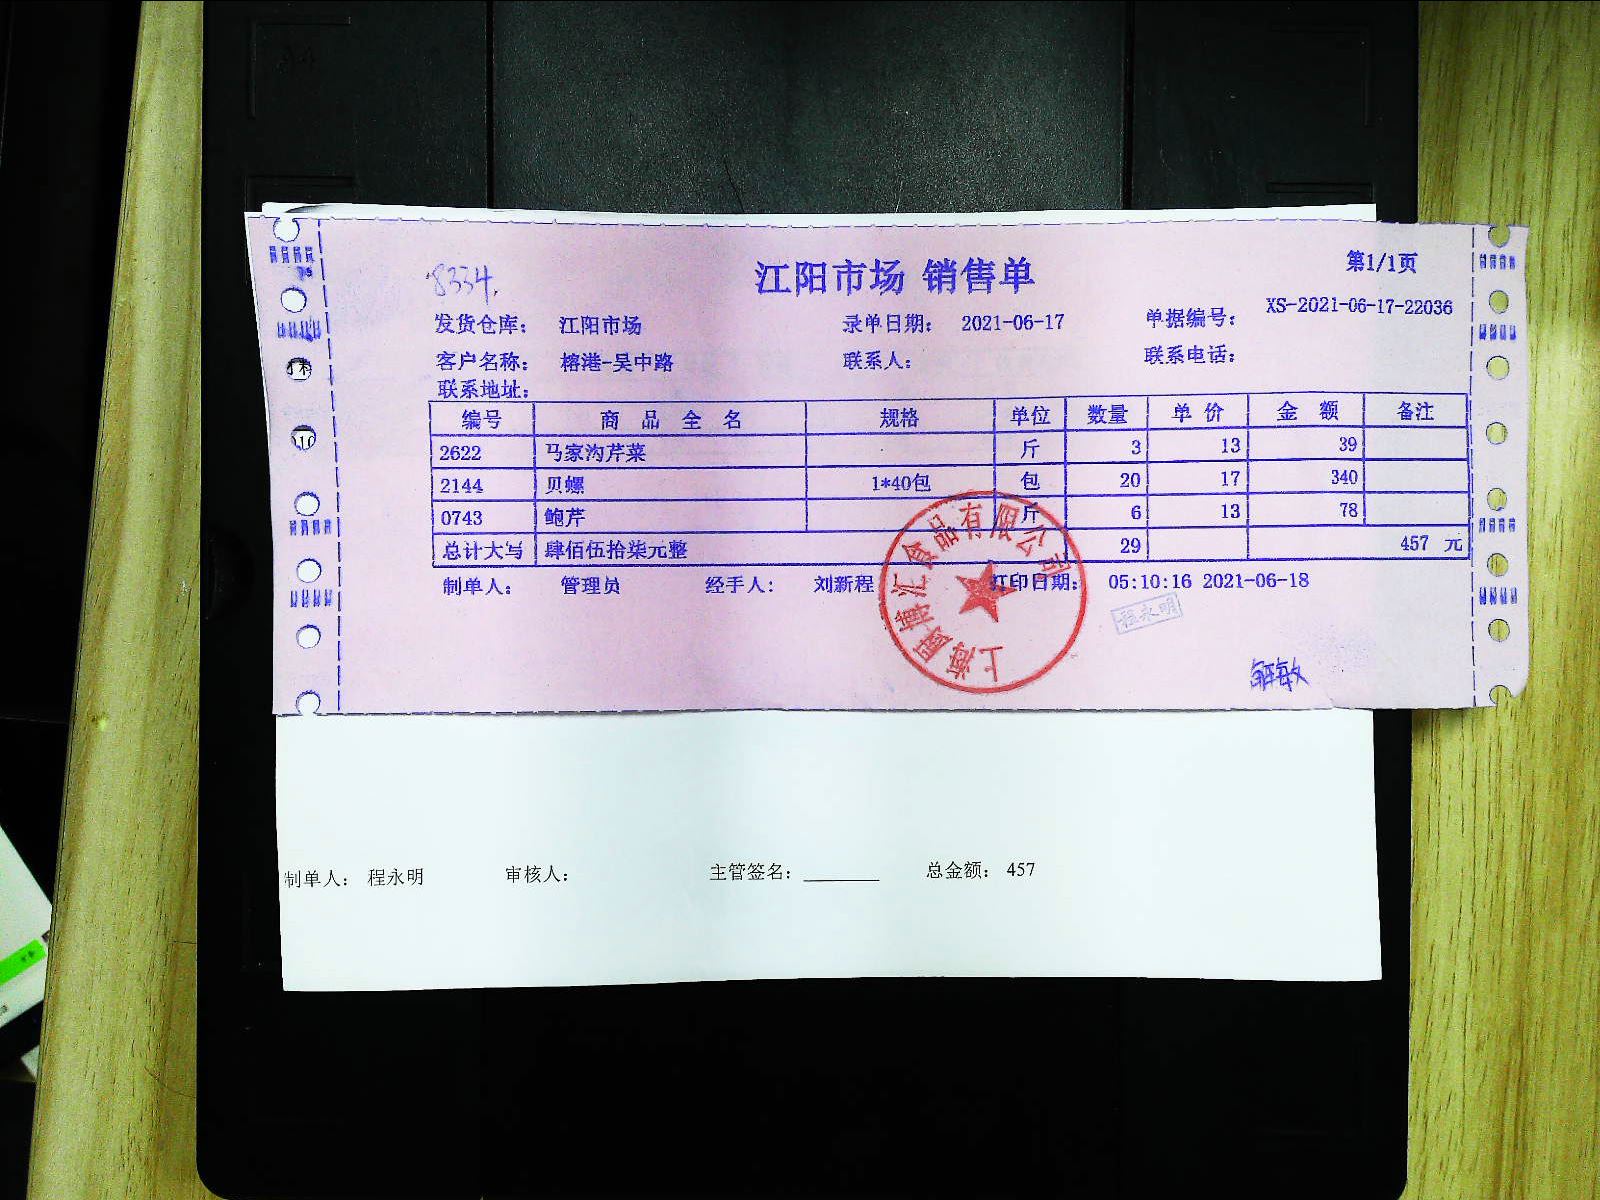 江阳市场 销售单
第1/1页
8334.
发货仓库： 江阳市场 录单日期： 2021-06-17 单据编号： XS-2021-06-17-22036
客户名称： 榕港-吴中路 联系人： 联系电话：
联系地址：
编号 商 品 全 名 规格 单位 数量 单 价 金 额 备注
2622 马家沟芹菜 斤 3 13 39
2144 贝螺 1*40包 包 20 17 340
0743 鲍芹 斤 6 13 78
总计大写 肆佰伍拾柒元整 29 457 元
制单人： 管理员 经手人： 刘新程 打印日期： 05:10:16 2021-06-18
程永明
制单人： 程永明 审核人： 主管签名：______ 总金额： 457